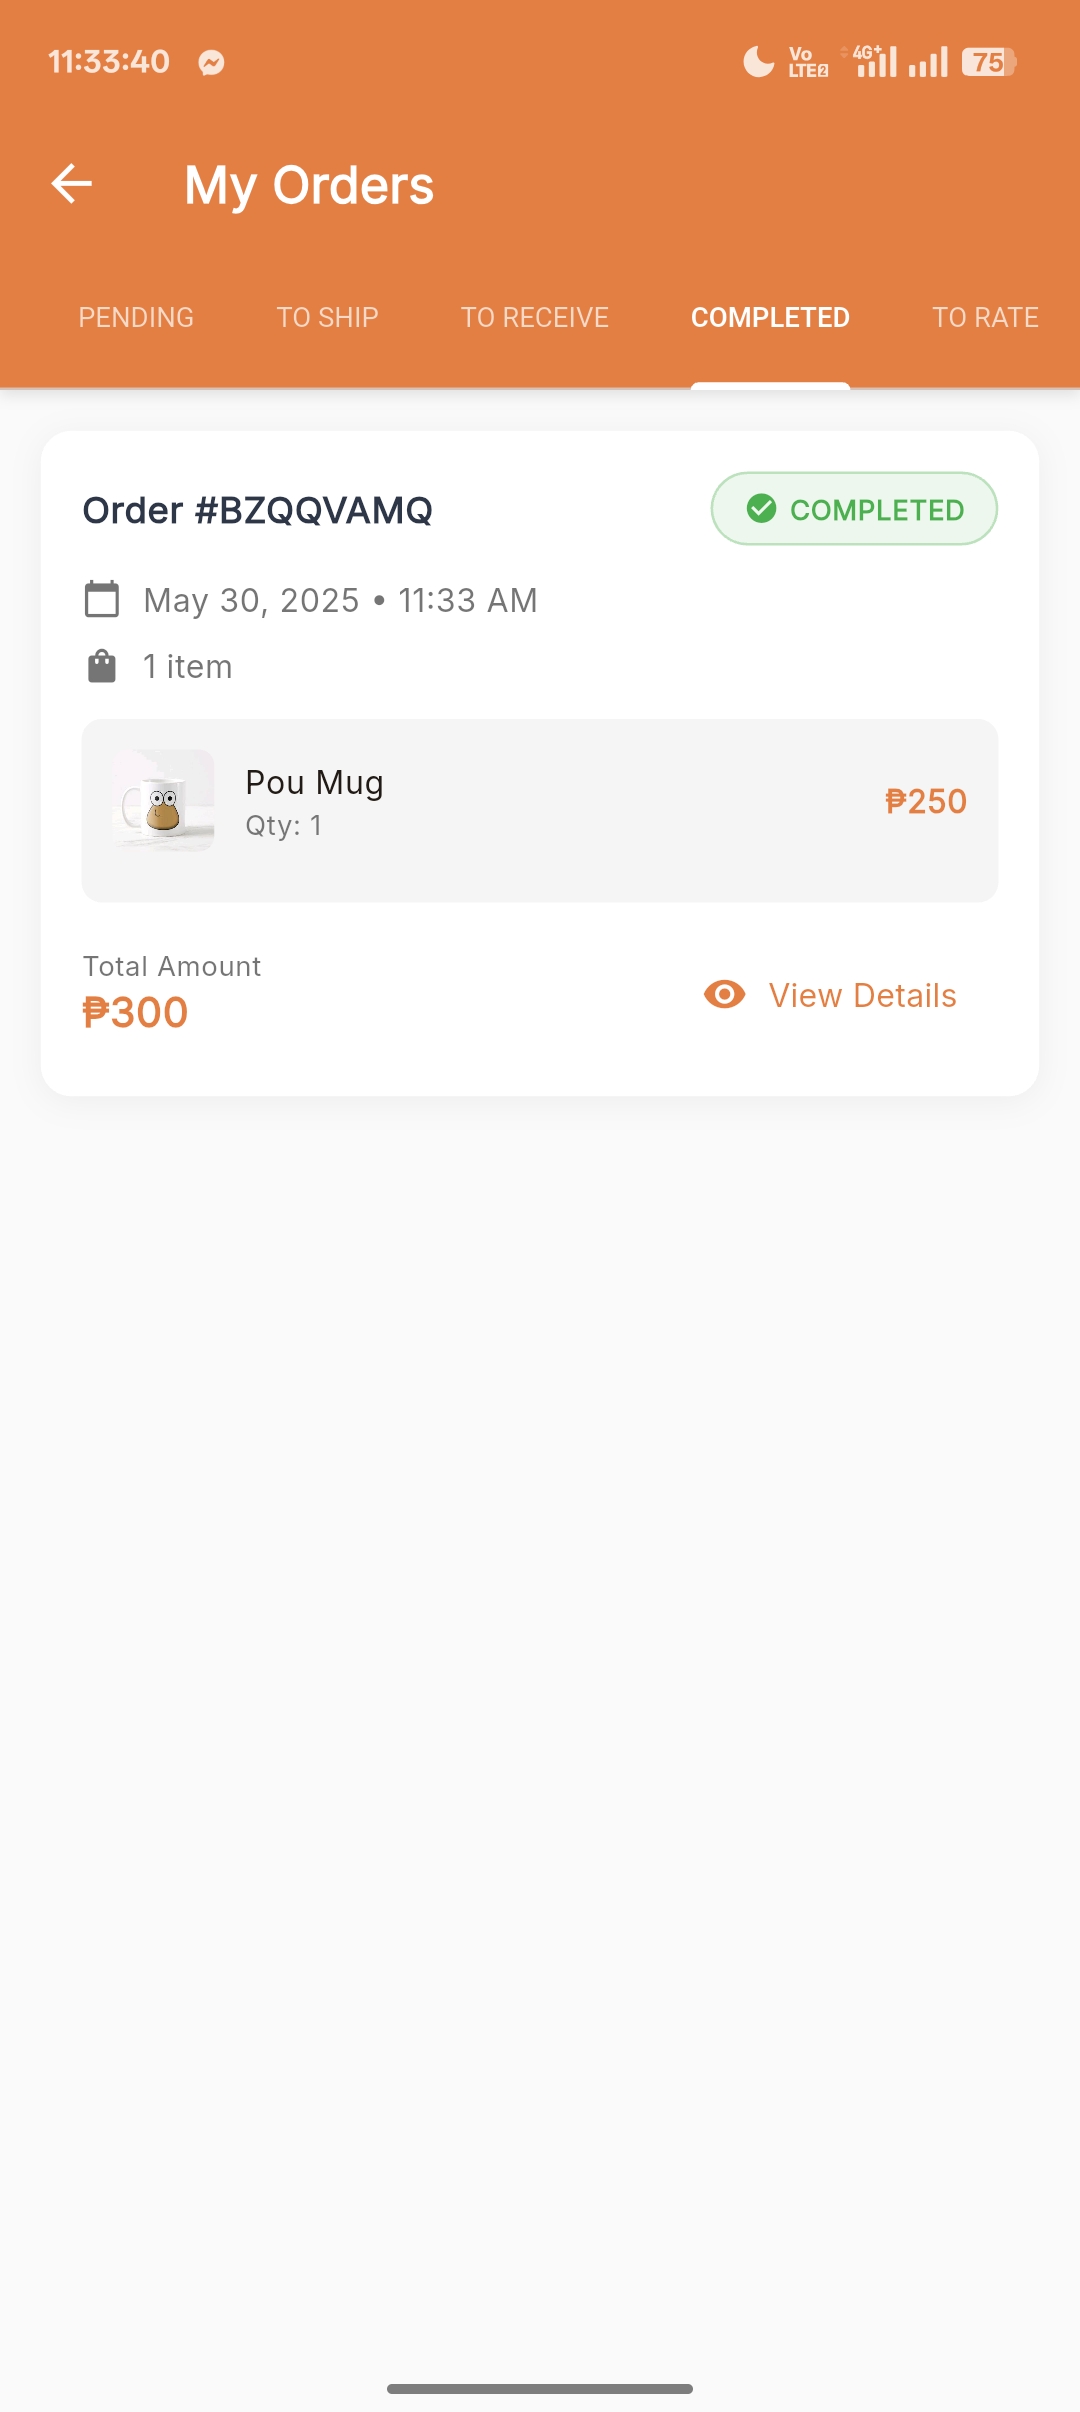 11:33:40 Vo LTE2 4G+ 75
My Orders
PENDING TO SHIP TO RECEIVE COMPLETED TO RATE
Order #BZQQVAMQ COMPLETED
May 30, 2025 • 11:33 AM
1 item
Pou Mug
Qty: 1
₱250
Total Amount
₱300
View Details